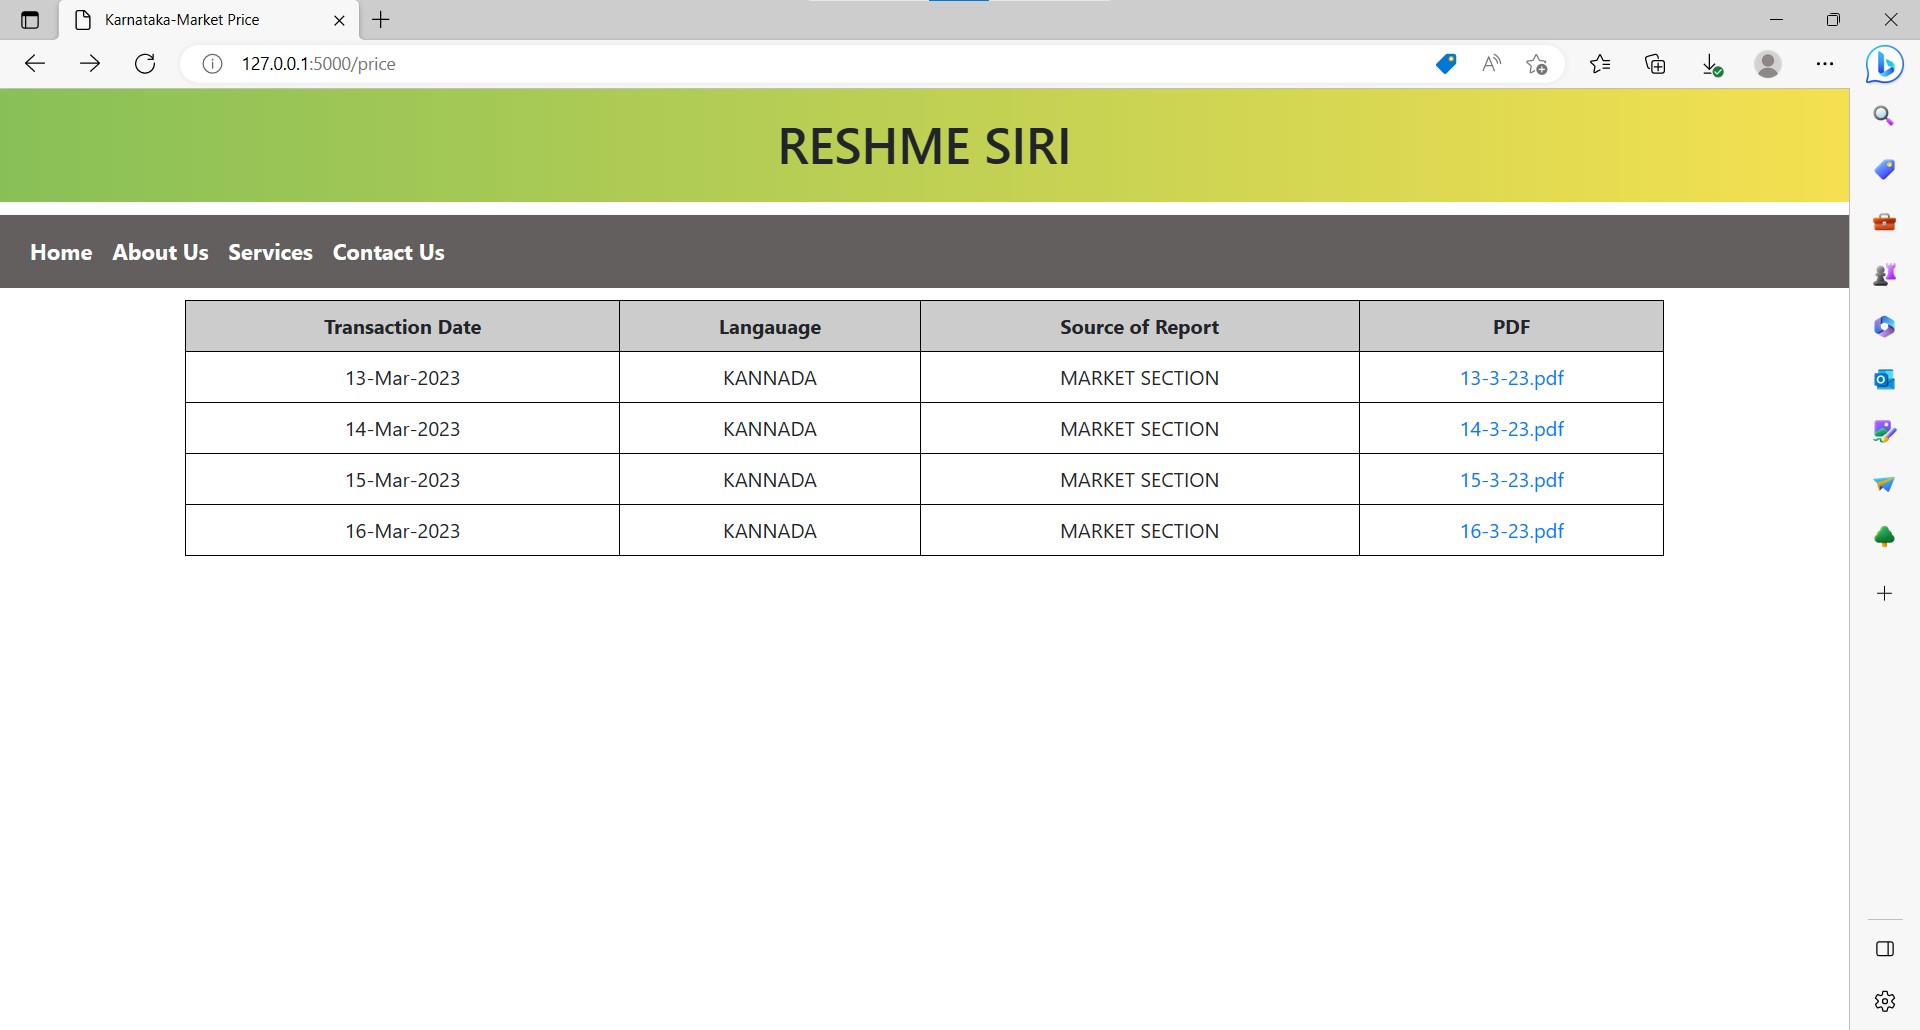 Karnataka-Market Price
127.0.0.1:5000/price
RESHME SIRI
Home About Us Services Contact Us
Transaction Date Langauage Source of Report PDF
13-Mar-2023 KANNADA MARKET SECTION 13-3-23.pdf
14-Mar-2023 KANNADA MARKET SECTION 14-3-23.pdf
15-Mar-2023 KANNADA MARKET SECTION 15-3-23.pdf
16-Mar-2023 KANNADA MARKET SECTION 16-3-23.pdf